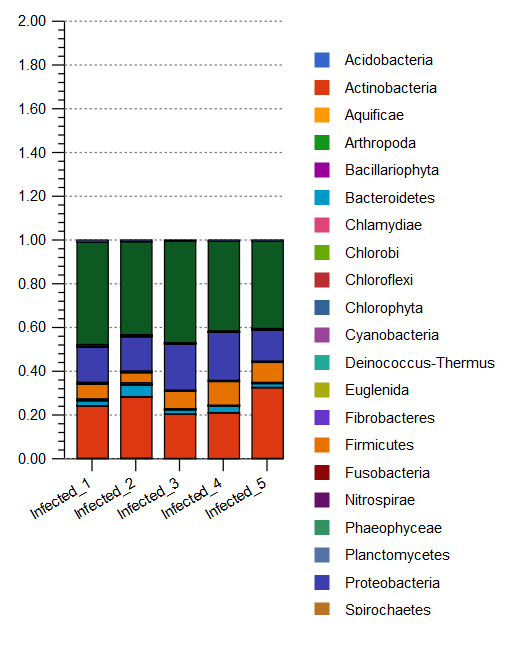 2.00
1.80
1.60
1.40
1.20
1.00
0.80
0.60
0.40
0.20
0.00
Infected_1
Infected_2
Infected_3
Infected_4
Infected_5
Acidobacteria
Actinobacteria
Aquificae
Arthropoda
Bacillariophyta
Bacteroidetes
Chlamydiae
Chlorobi
Chloroflexi
Chlorophyta
Cyanobacteria
Deinococcus-Thermus
Euglenida
Fibrobacteres
Firmicutes
Fusobacteria
Nitrospirae
Phaeophyceae
Planctomycetes
Proteobacteria
Spirochaetes